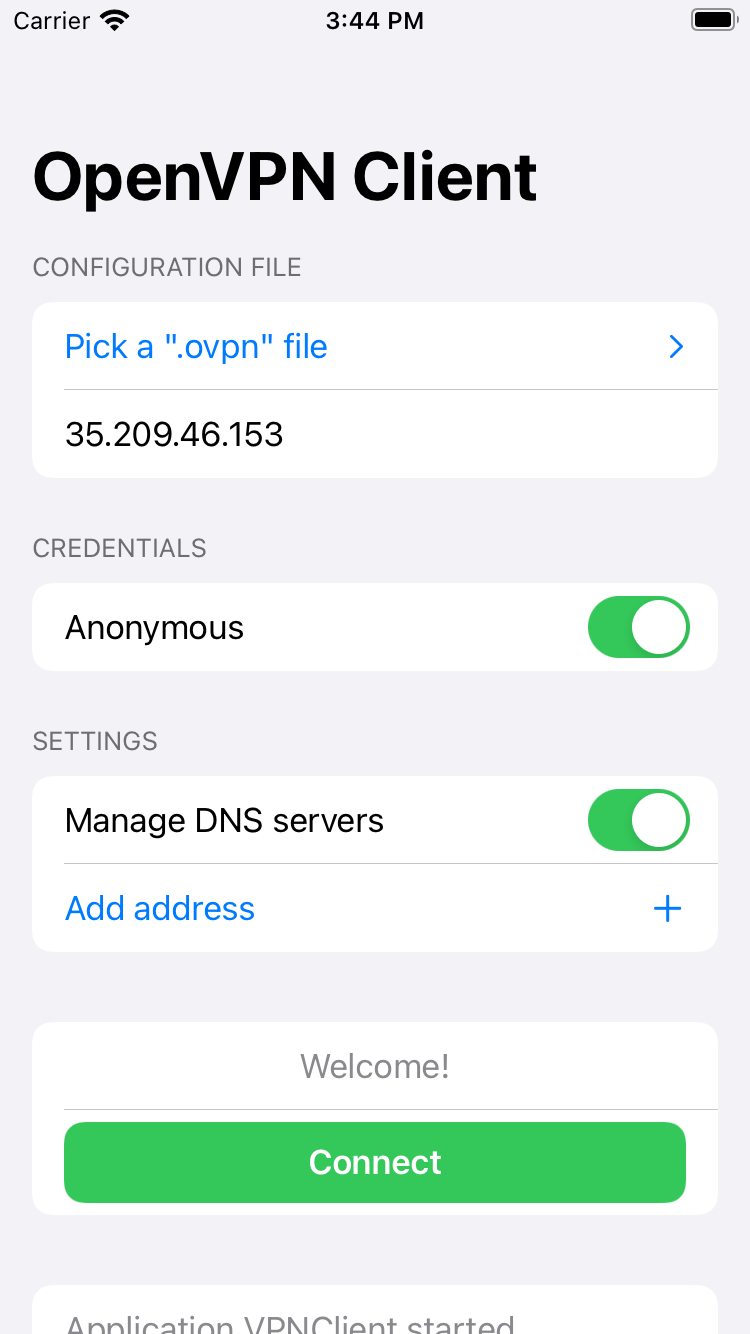 Carrier 3:44 PM
OpenVPN Client
CONFIGURATION FILE
Pick a ".ovpn" file
35.209.46.153
CREDENTIALS
Anonymous
SETTINGS
Manage DNS servers
Add address
Welcome!
Connect
Application VPNClient started